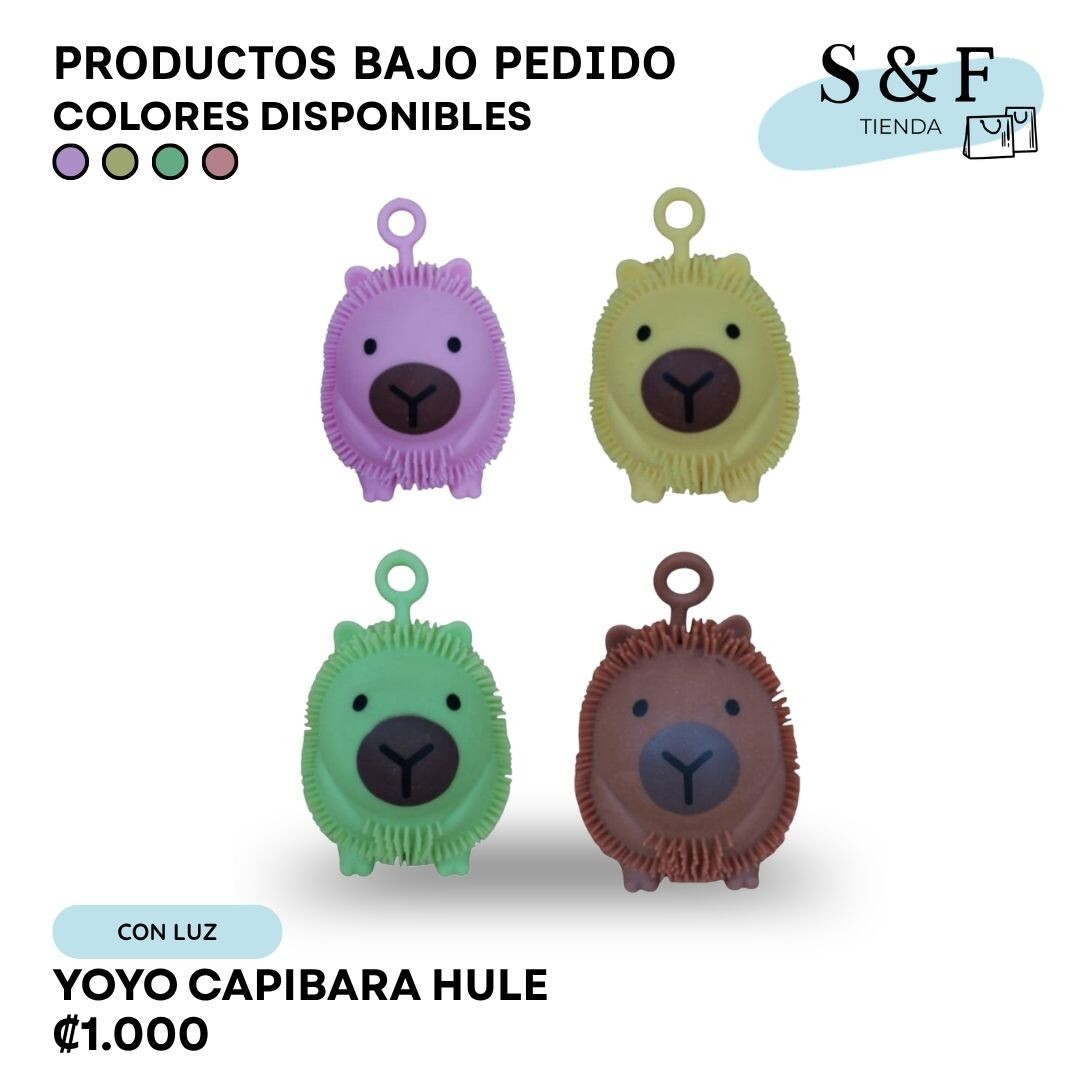 PRODUCTOS BAJO PEDIDO
COLORES DISPONIBLES
S & F
TIENDA
CON LUZ
YOYO CAPIBARA HULE
₡1.000